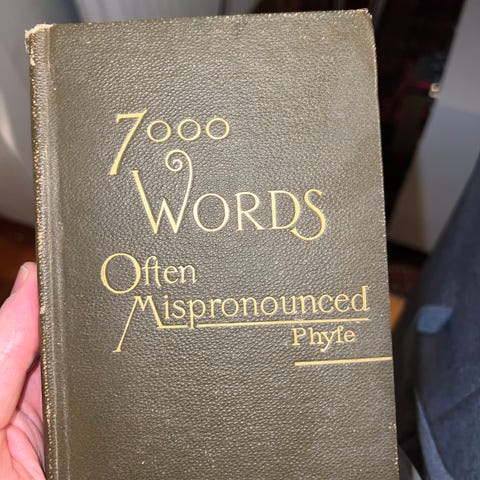 7000
Words
Often
Mispronounced
Phyfe